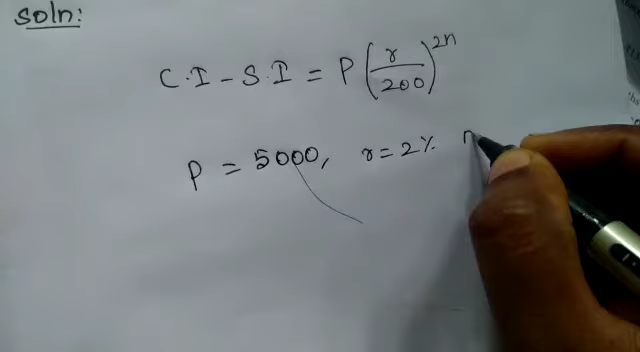 Soln:
C.I - S.I = P(r/200)^2n
P = 5000, r = 2% n